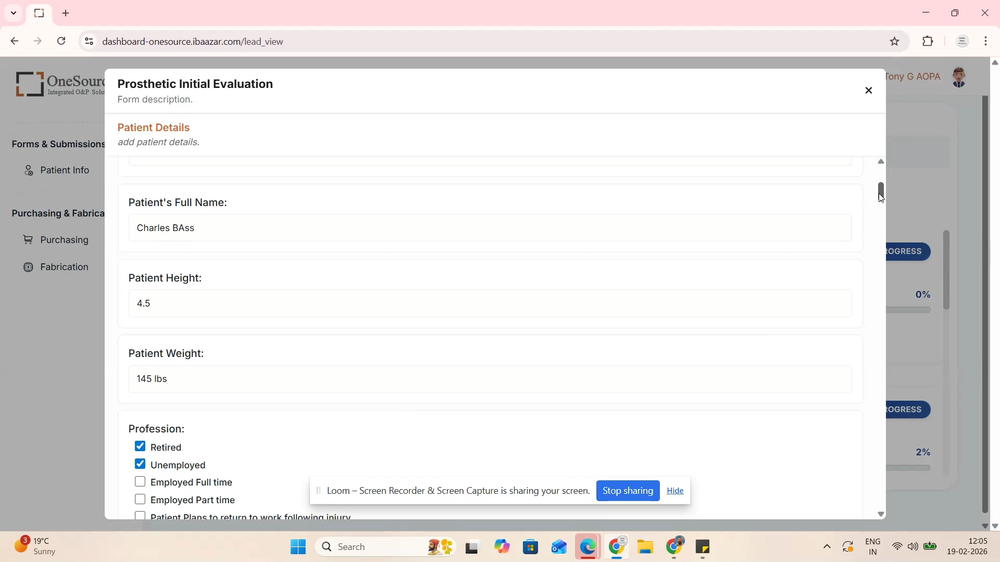 dashboard-onesource.ibaazar.com/lead_view
OneSourc
Integrated O&P Solu
Tony G AOPA
Prosthetic Initial Evaluation
Form description.
Patient Details
add patient details.
Forms & Submissions
Patient Info
Purchasing & Fabrica
Purchasing
Fabrication
Patient's Full Name:
Charles BAss
Patient Height:
4.5
Patient Weight:
145 lbs
Profession:
Retired
Unemployed
Employed Full time
Employed Part time
Patient Plans to return to work following injury
ROGRESS
0%
ROGRESS
2%
Loom – Screen Recorder & Screen Capture is sharing your screen.
Stop sharing
Hide
3
19°C
Sunny
Search
ENG
IN
12:05
19-02-2026